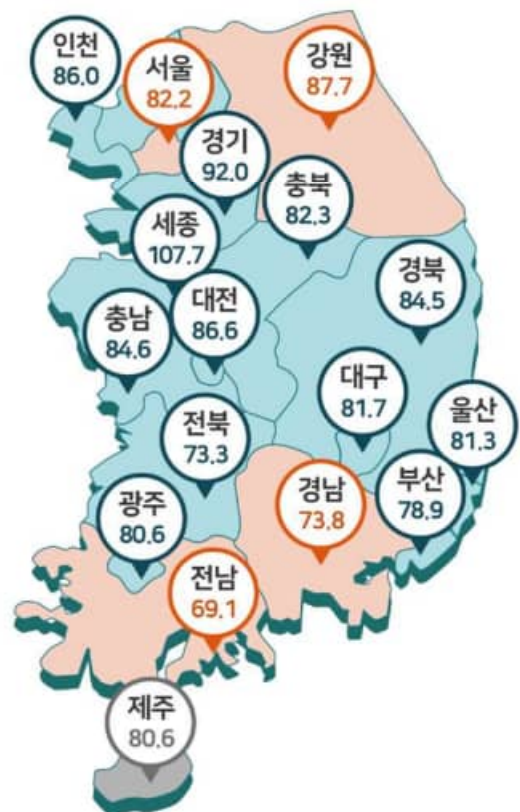 인천
86.0
서울
82.2
강원
87.7
경기
92.0
충북
82.3
세종
107.7
경북
84.5
대전
86.6
충남
84.6
대구
81.7
울산
81.3
전북
73.3
경남
73.8
부산
78.9
광주
80.6
전남
69.1
제주
80.6